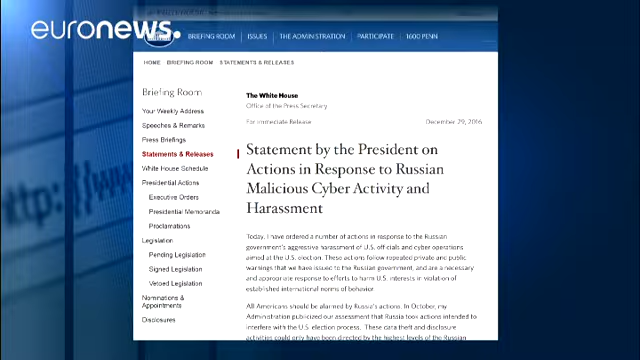 euronews.
BRIEFING ROOM ISSUES THE ADMINISTRATION PARTICIPATE 1600 PENN
HOME BRIEFING ROOM STATEMENTS & RELEASES
Briefing Room
Your Weekly Address
Speeches & Remarks
Press Briefings
Statements & Releases
White House Schedule
Presidential Actions
Executive Orders
Presidential Memoranda
Proclamations
Legislation
Pending Legislation
Signed Legislation
Vetoed Legislation
Nominations &
Appointments
Disclosures
The White House
Office of the Press Secretary
For Immediate Release December 29, 2016
Statement by the President on
Actions in Response to Russian
Malicious Cyber Activity and
Harassment
Today, I have ordered a number of actions in response to the Russian
government's aggressive harassment of U.S. officials and cyber operations
aimed at the U.S. election. These actions follow repeated private and public
warnings that we have issued to the Russian government, and are a necessary
and appropriate response to efforts to harm U.S. interests in violation of
established international norms of behavior.
All Americans should be alarmed by Russia's actions. In October, my
Administration publicized our assessment that Russia took actions intended to
interfere with the U.S. election process. These data theft and disclosure
activities could only have been directed by the highest levels of the Russian
http://ww